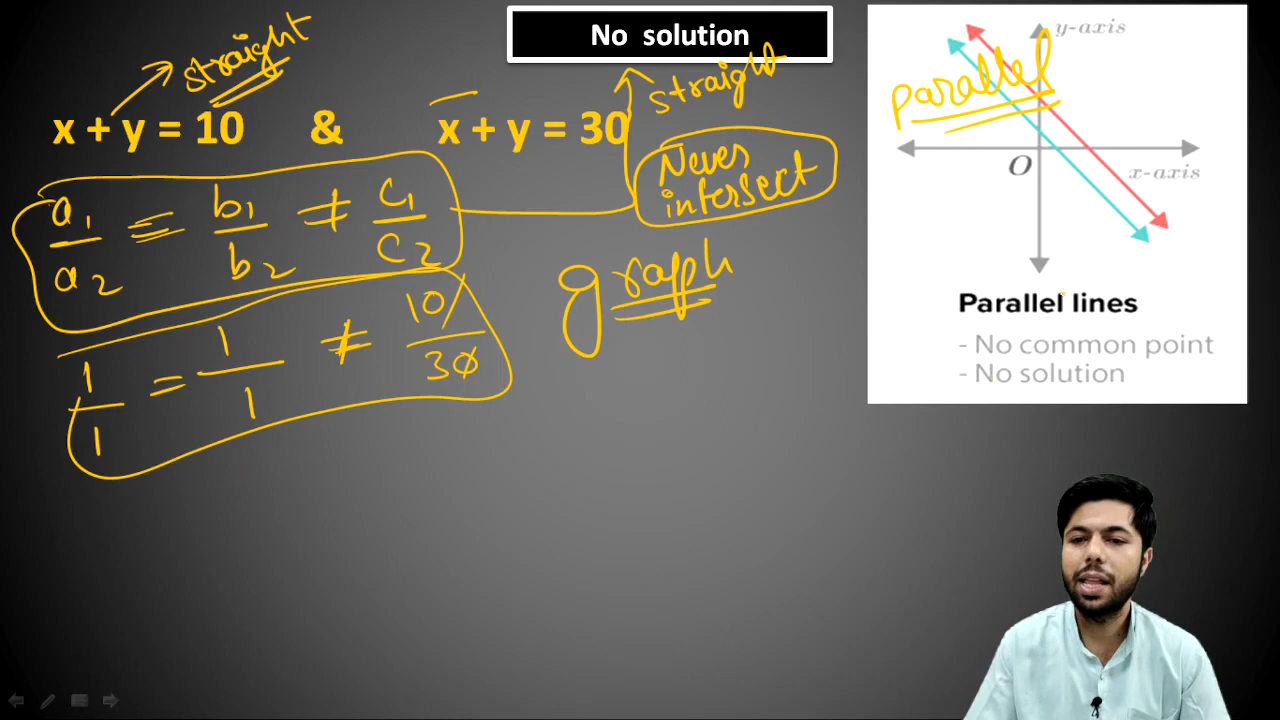 No solution
straight
x + y = 10 & x + y = 30
straight
Never
intersect
a1/a2 = b1/b2 ≠ c1/c2
graph
1/1 = 1/1 ≠ 10/30
y-axis
parallel
O
x-axis
Parallel lines
- No common point
- No solution